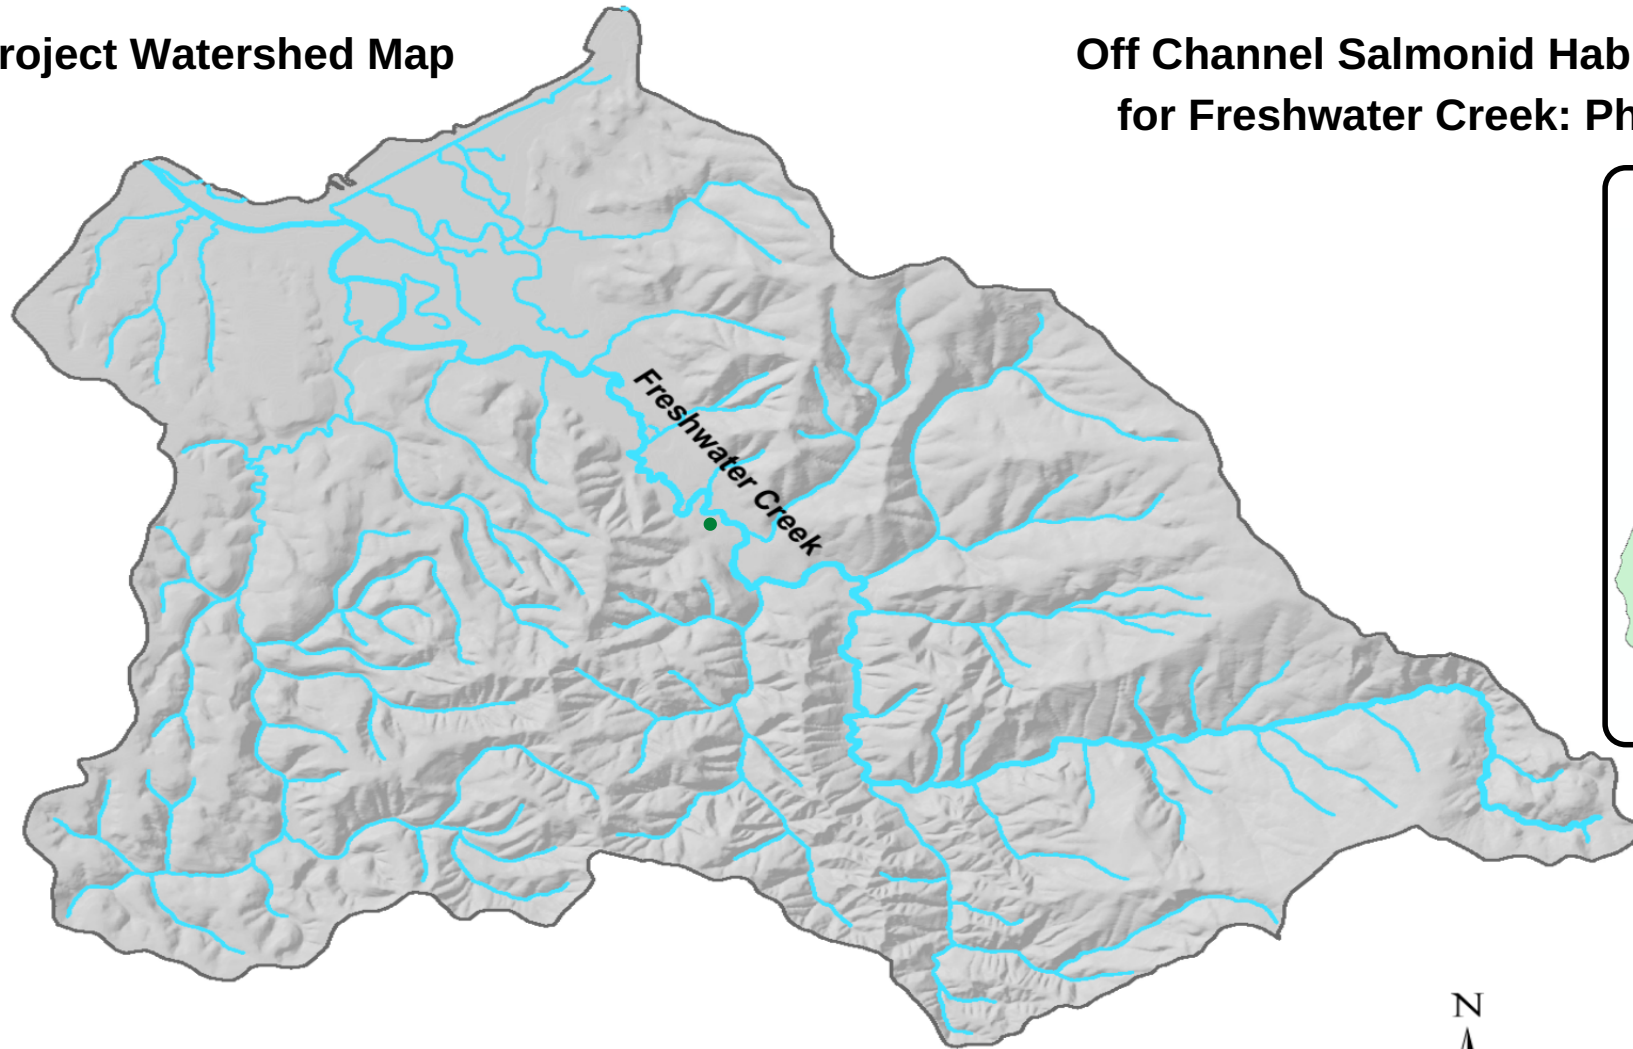 roject Watershed Map
Off Channel Salmonid Hab
for Freshwater Creek: Ph
Freshwater Creek
N